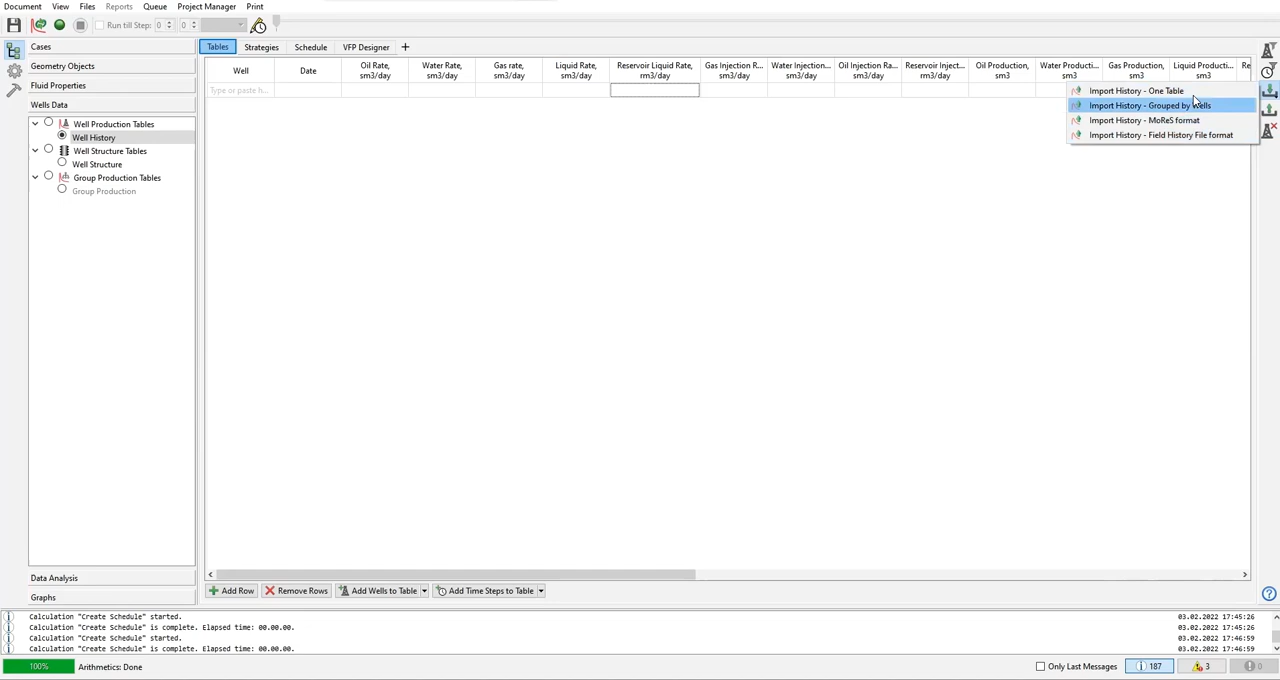 Document View Files Reports Queue Project Manager Print
Run till Step: 0 0
Cases
Geometry Objects
Fluid Properties
Wells Data
Well Production Tables
Well History
Well Structure Tables
Well Structure
Group Production Tables
Group Production
Data Analysis
Graphs
Tables Strategies Schedule VFP Designer +
Well Date Oil Rate, sm3/day Water Rate, sm3/day Gas rate, sm3/day Liquid Rate, sm3/day Reservoir Liquid Rate, rm3/day Gas Injection R... sm3/day Water Injection... sm3/day Oil Injection Ra... sm3/day Reservoir Inject... rm3/day Oil Production, sm3 Water Producti... sm3 Gas Production, sm3 Liquid Producti... sm3 Re
Type or paste h...
Import History - One Table
Import History - Grouped by Wells
Import History - MoReS format
Import History - Field History File format
Add Row Remove Rows Add Wells to Table Add Time Steps to Table
Calculation "Create Schedule" started. 03.02.2022 17:45:26
Calculation "Create Schedule" is complete. Elapsed time: 00.00.00. 03.02.2022 17:45:26
Calculation "Create Schedule" started. 03.02.2022 17:46:59
Calculation "Create Schedule" is complete. Elapsed time: 00.00.00. 03.02.2022 17:46:59
100% Arithmetics: Done Only Last Messages 187 3 0